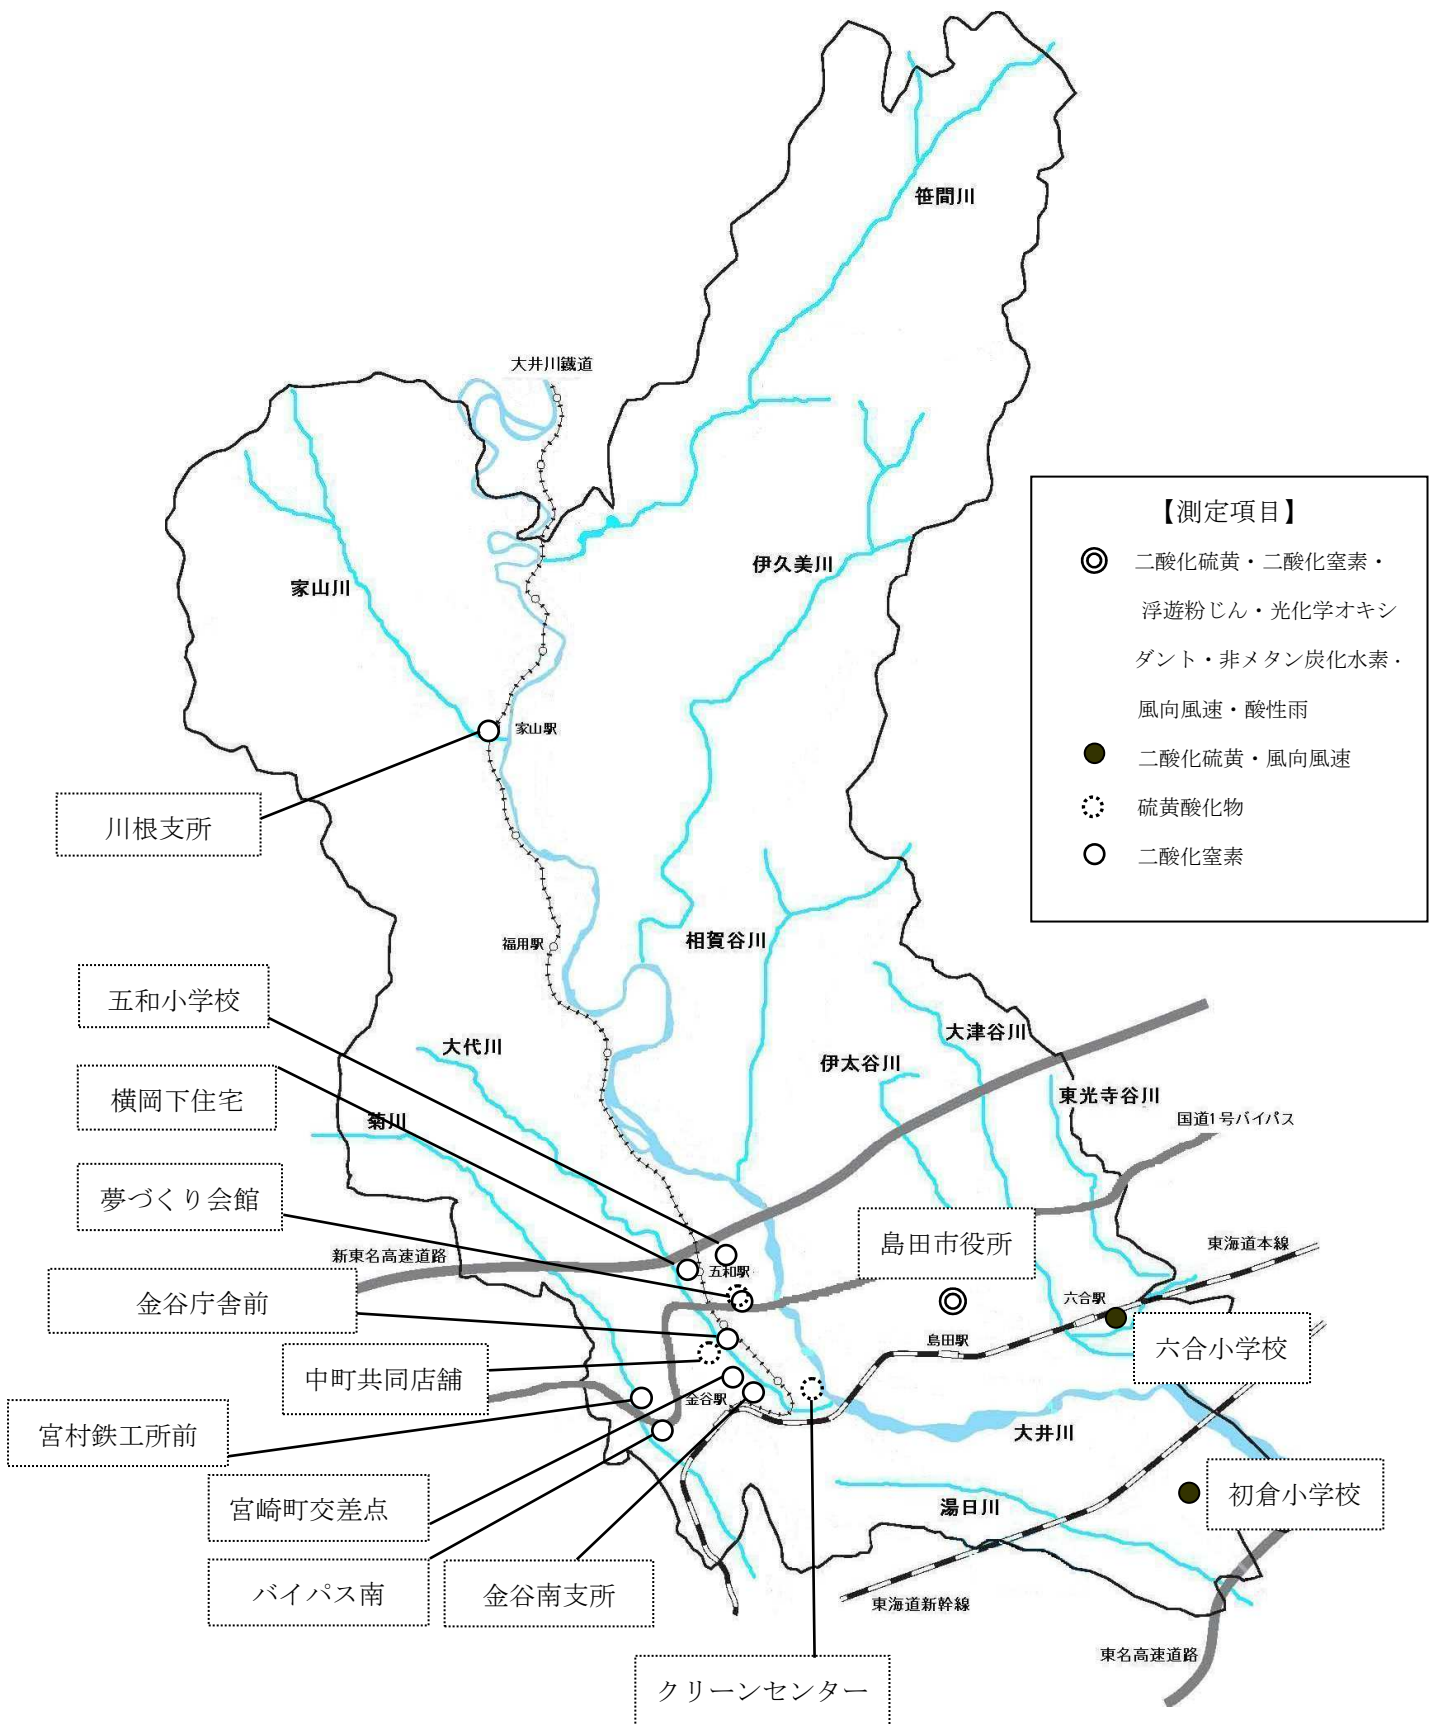 笹間川
大井川鐵道
【測定項目】
二酸化硫黄・二酸化窒素・
浮遊粉じん・光化学オキシ
ダント・非メタン炭化水素・
風向風速・酸性雨
二酸化硫黄・風向風速
硫黄酸化物
二酸化窒素
伊久美川
家山川
家山駅
川根支所
福用駅
相賀谷川
五和小学校
大代川
大津谷川
伊太谷川
横岡下住宅
菊川
東光寺谷川
国道1号バイパス
夢づくり会館
島田市役所
新東名高速道路
東海道本線
五和駅
金谷庁舎前
六合駅
島田駅
六合小学校
中町共同店舗
金谷駅
宮村鉄工所前
大井川
初倉小学校
宮崎町交差点
湯日川
バイパス南
金谷南支所
東海道新幹線
東名高速道路
クリーンセンター